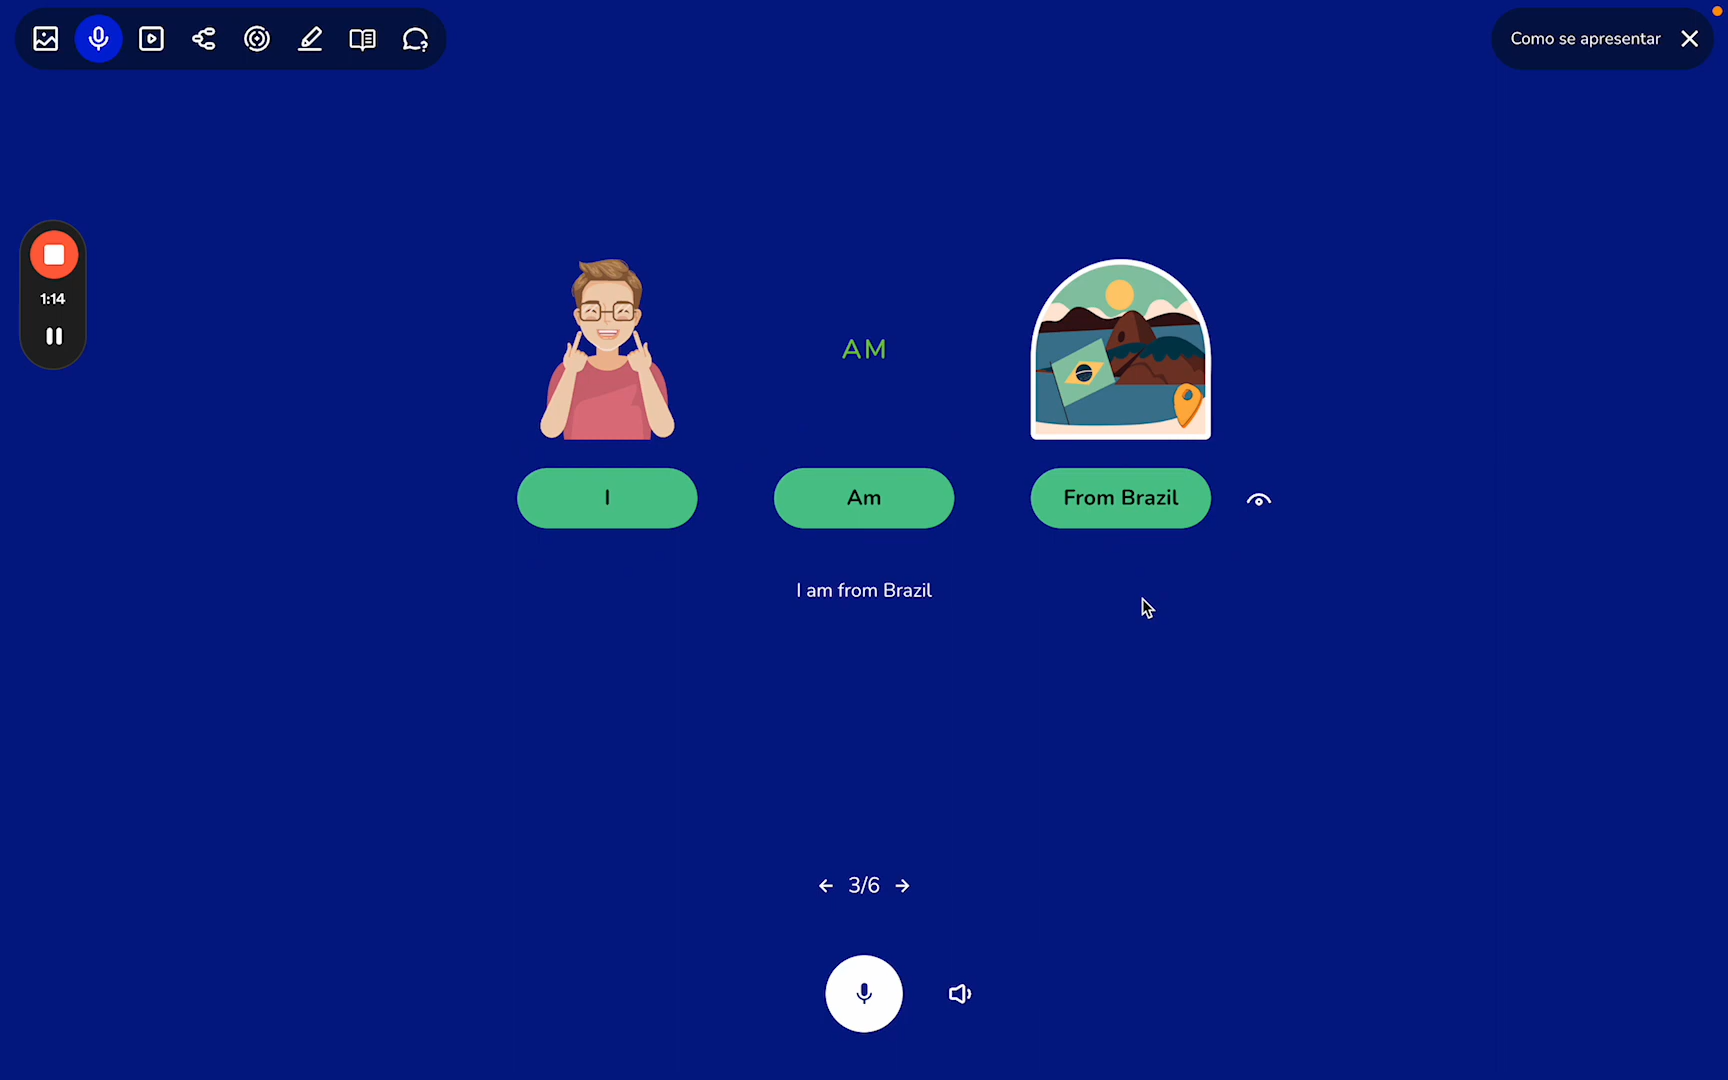 Como se apresentar
1:14
AM
I
Am
From Brazil
I am from Brazil
3/6